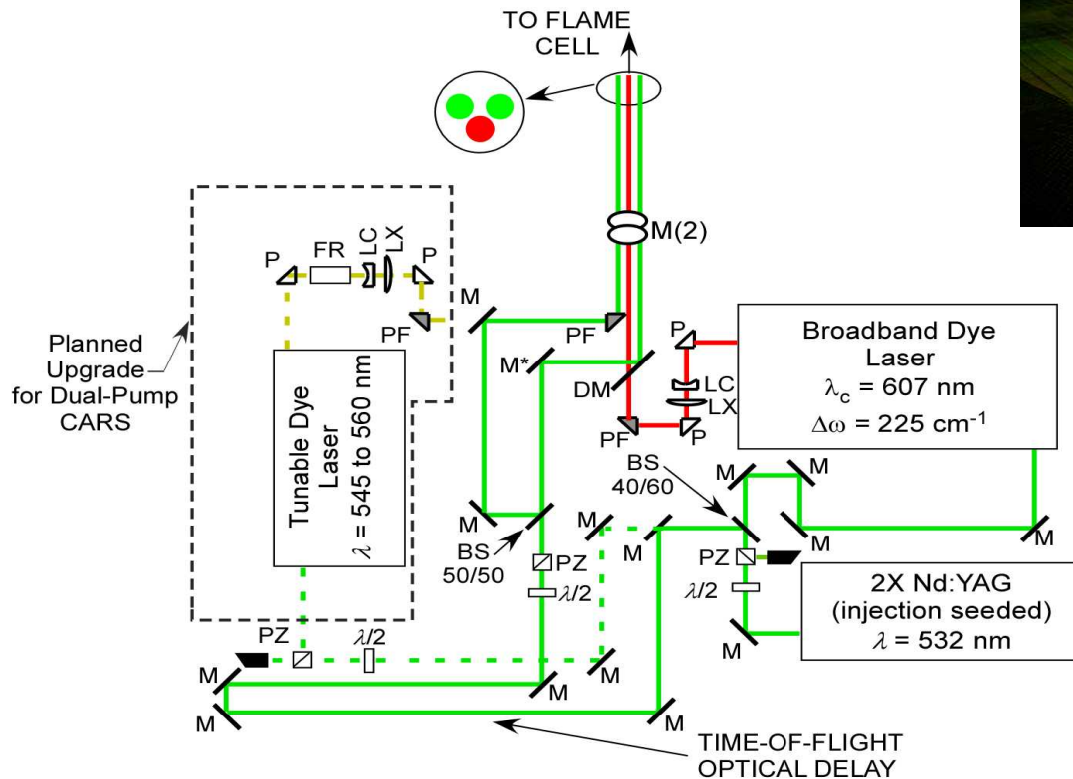 TO FLAME
CELL
M(2)
P
FR
LC
LX
P
PF
M
PF
M*
DM
P
LC
LX
PF
P
Planned
Upgrade
for Dual-Pump
CARS
Tunable Dye
Laser
λ = 545 to 560 nm
Broadband Dye
Laser
λc = 607 nm
Δω = 225 cm-1
BS
40/60
M
M
M
M
M
BS
50/50
M
M
PZ
λ/2
PZ
λ/2
2X Nd:YAG
(injection seeded)
λ = 532 nm
M
PZ
λ/2
M
M
M
M
M
TIME-OF-FLIGHT
OPTICAL DELAY